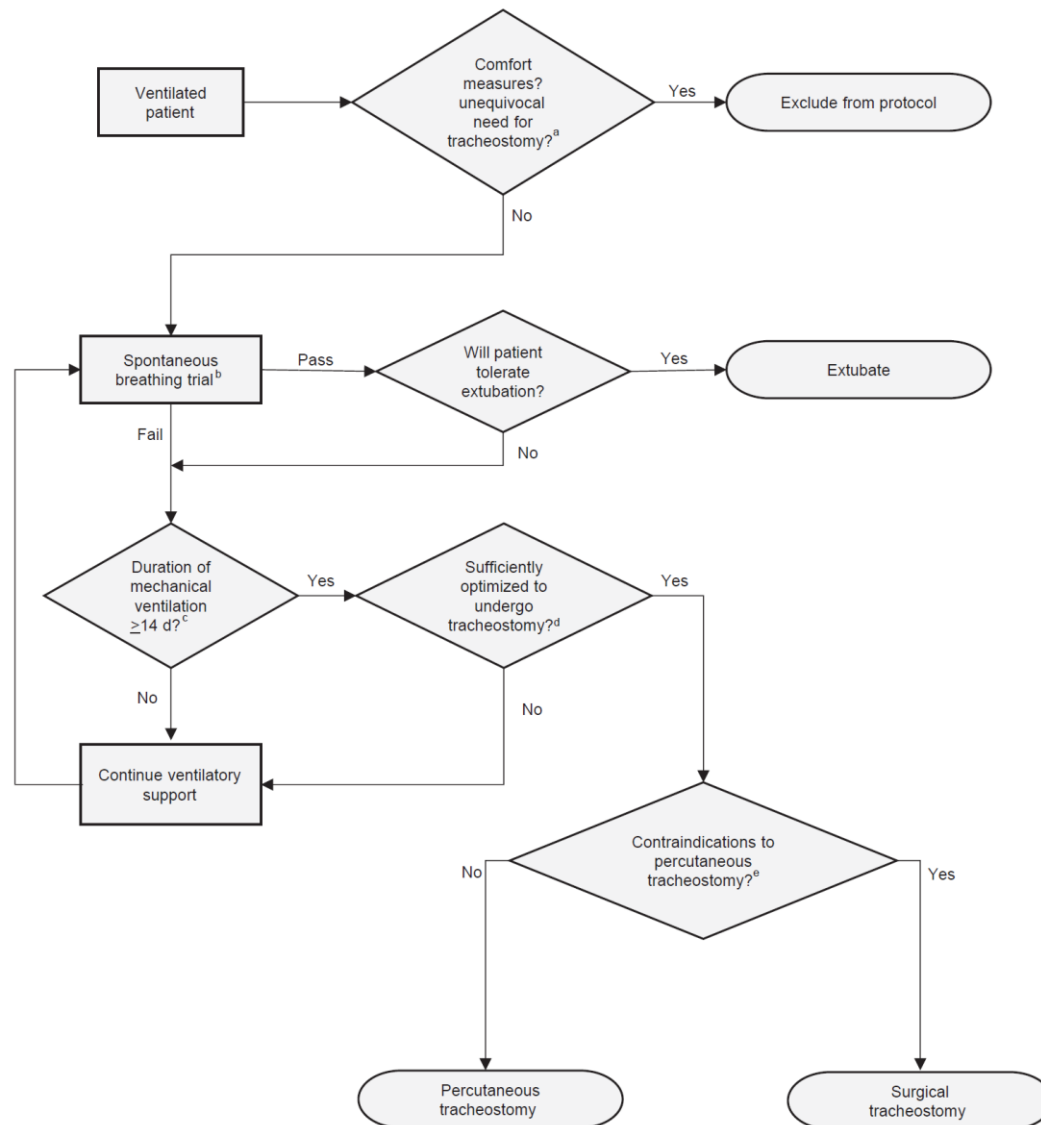 Comfort
measures?
unequivocal
need for
tracheostomy?a
Ventilated
patient
Yes
Exclude from protocol
No
Spontaneous
breathing trial b
Pass
Will patient
tolerate
extubation?
Yes
Extubate
Fail
No
Duration of
mechanical
ventilation
≥14 d?c
Yes
Sufficiently
optimized to
undergo
tracheostomy?d
Yes
No
No
Continue ventilatory
support
Contraindications to
percutaneous
tracheostomy?e
No
Yes
Percutaneous
tracheostomy
Surgical
tracheostomy